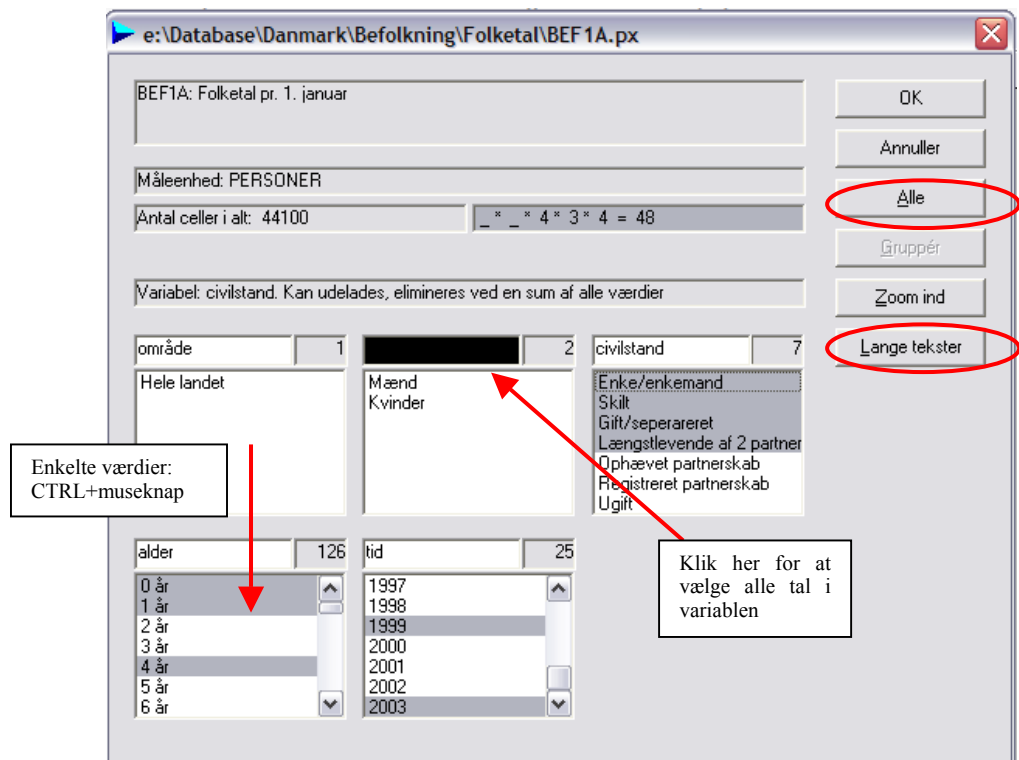 e:\Database\Danmark\Befolkning\Folketal\BEF1A.px
BEF1A: Folketal pr. 1. januar
OK
Annuller
Måleenhed: PERSONER
Alle
Antal celler i alt: 44100
_ * _ * 4 * 3 * 4 = 48
Gruppér
Variabel: civilstand. Kan udelades, elimineres ved en sum af alle værdier
Zoom ind
Lange tekster
område 1
Hele landet
2
Mænd
Kvinder
civilstand 7
Enke/enkemand
Skilt
Gift/seperareret
Længstlevende af 2 partner
Ophævet partnerskab
Registreret partnerskab
Ugift
Enkelte værdier:
CTRL+museknap
alder 126
0 år
1 år
2 år
3 år
4 år
5 år
6 år
tid 25
1997
1998
1999
2000
2001
2002
2003
Klik her for at
vælge alle tal i
variablen